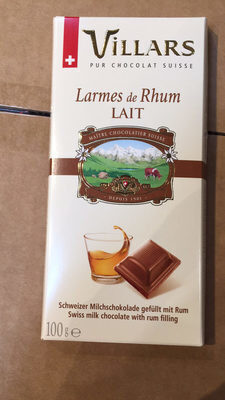 VILLARS
PUR CHOCOLAT SUISSE
Larmes de Rhum
LAIT
MAÎTRE CHOCOLATIER SUISSE
DEPUIS 1901
Schweizer Milchschokolade gefüllt mit Rum
Swiss milk chocolate with rum filling
100g℮